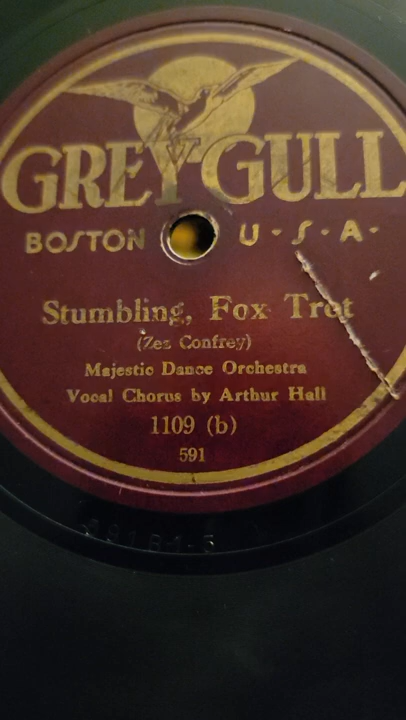 GREY GULL
BOSTON U-S-A-
Stumbling, Fox Trot
(Zez Confrey)
Majestic Dance Orchestra
Vocal Chorus by Arthur Hall
1109 (b)
591